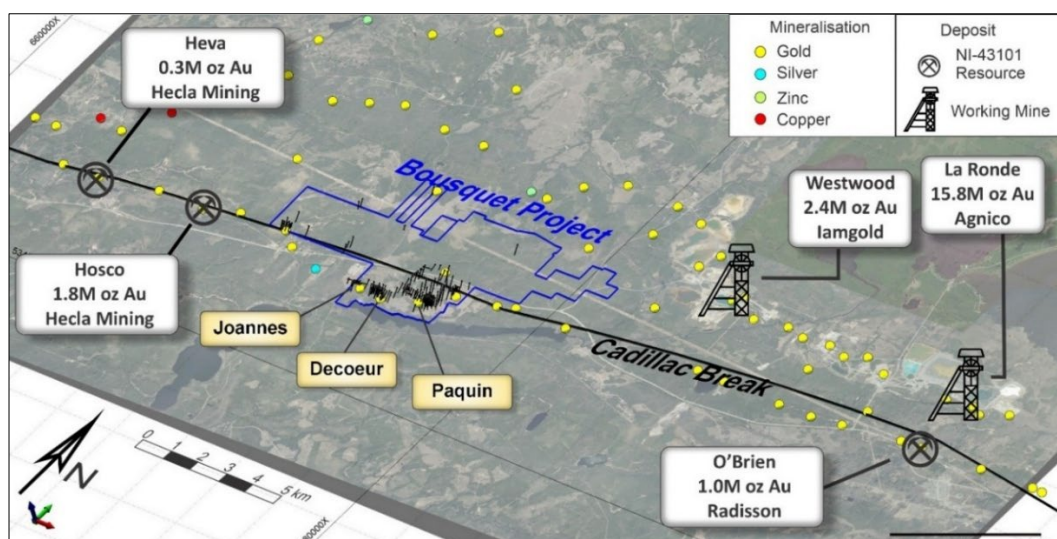 660000X
Heva
0.3M oz Au
Hecla Mining
Mineralisation
Gold
Silver
Zinc
Copper
Deposit
NI-43101
Resource
Working Mine
Bousquet Project
Westwood
2.4M oz Au
Iamgold
La Ronde
15.8M oz Au
Agnico
Hosco
1.8M oz Au
Hecla Mining
Joannes
Decoeur
Paquin
Cadillac Break
O'Brien
1.0M oz Au
Radisson
0 1 2 3 4 5 km
N